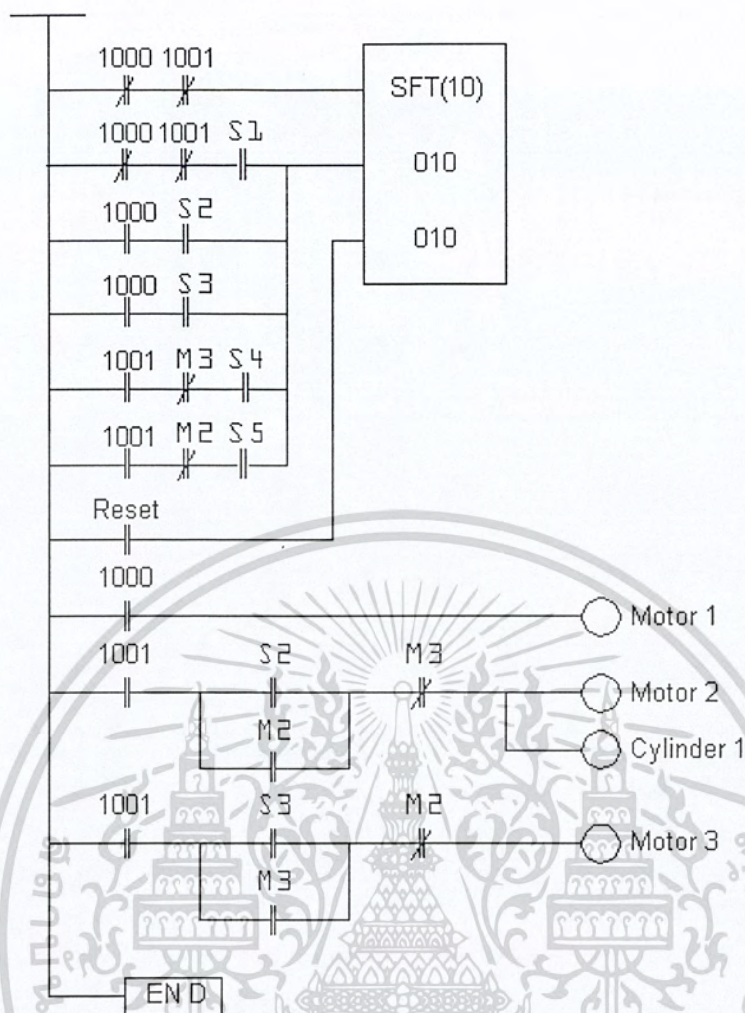 1000 1001
SFT(10)
1000 1001 S1
010
1000 S2
010
1000 S3
1001 M3 S4
1001 M2 S5
Reset
1000
Motor 1
1001 S2 M3
Motor 2
M2
Cylinder 1
1001 S3 M2
Motor 3
M3
END